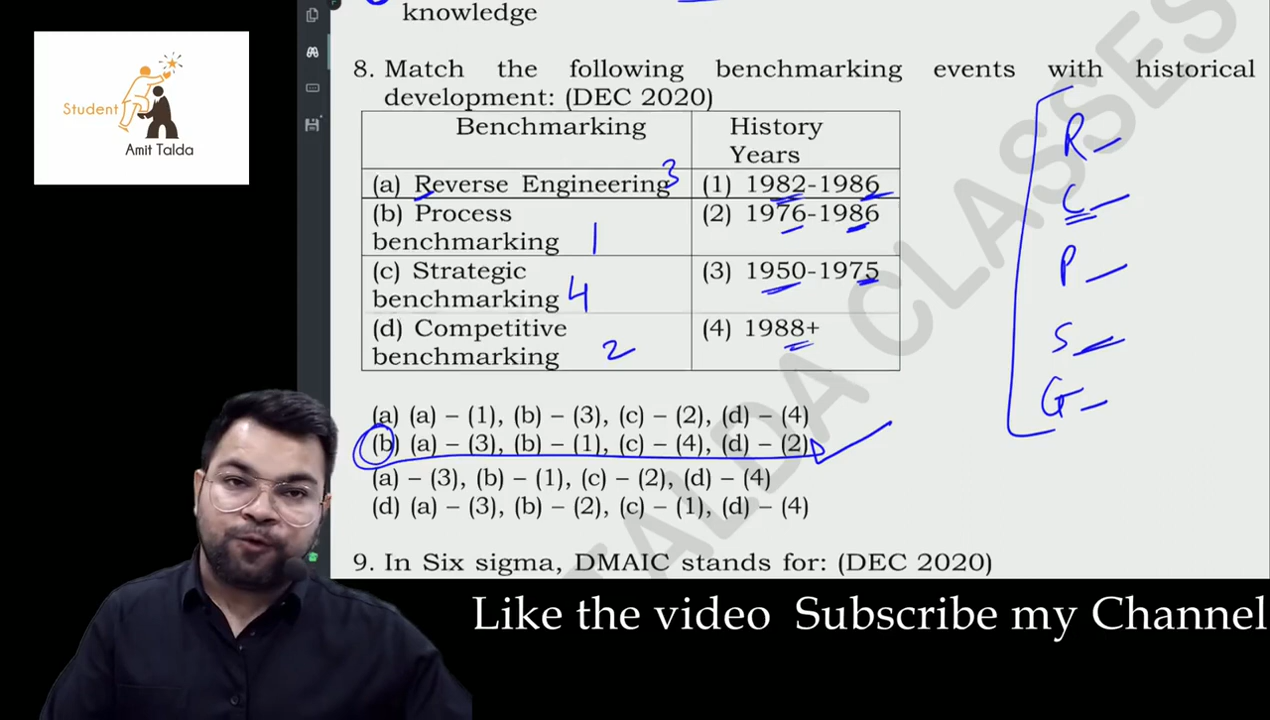 knowledge
Student
Amit Talda
8. Match the following benchmarking events with historical
development: (DEC 2020)
Benchmarking History
Years
(a) Reverse Engineering 3 (1) 1982-1986
(b) Process (2) 1976-1986
benchmarking 1
(c) Strategic (3) 1950-1975
benchmarking 4
(d) Competitive (4) 1988+
benchmarking 2
R
C
P
S
G
(a) (a) – (1), (b) – (3), (c) – (2), (d) – (4)
(b) (a) – (3), (b) – (1), (c) – (4), (d) – (2)
(a) – (3), (b) – (1), (c) – (2), (d) – (4)
(d) (a) – (3), (b) – (2), (c) – (1), (d) – (4)
9. In Six sigma, DMAIC stands for: (DEC 2020)
TALDA CLASSES
Like the video Subscribe my Channel